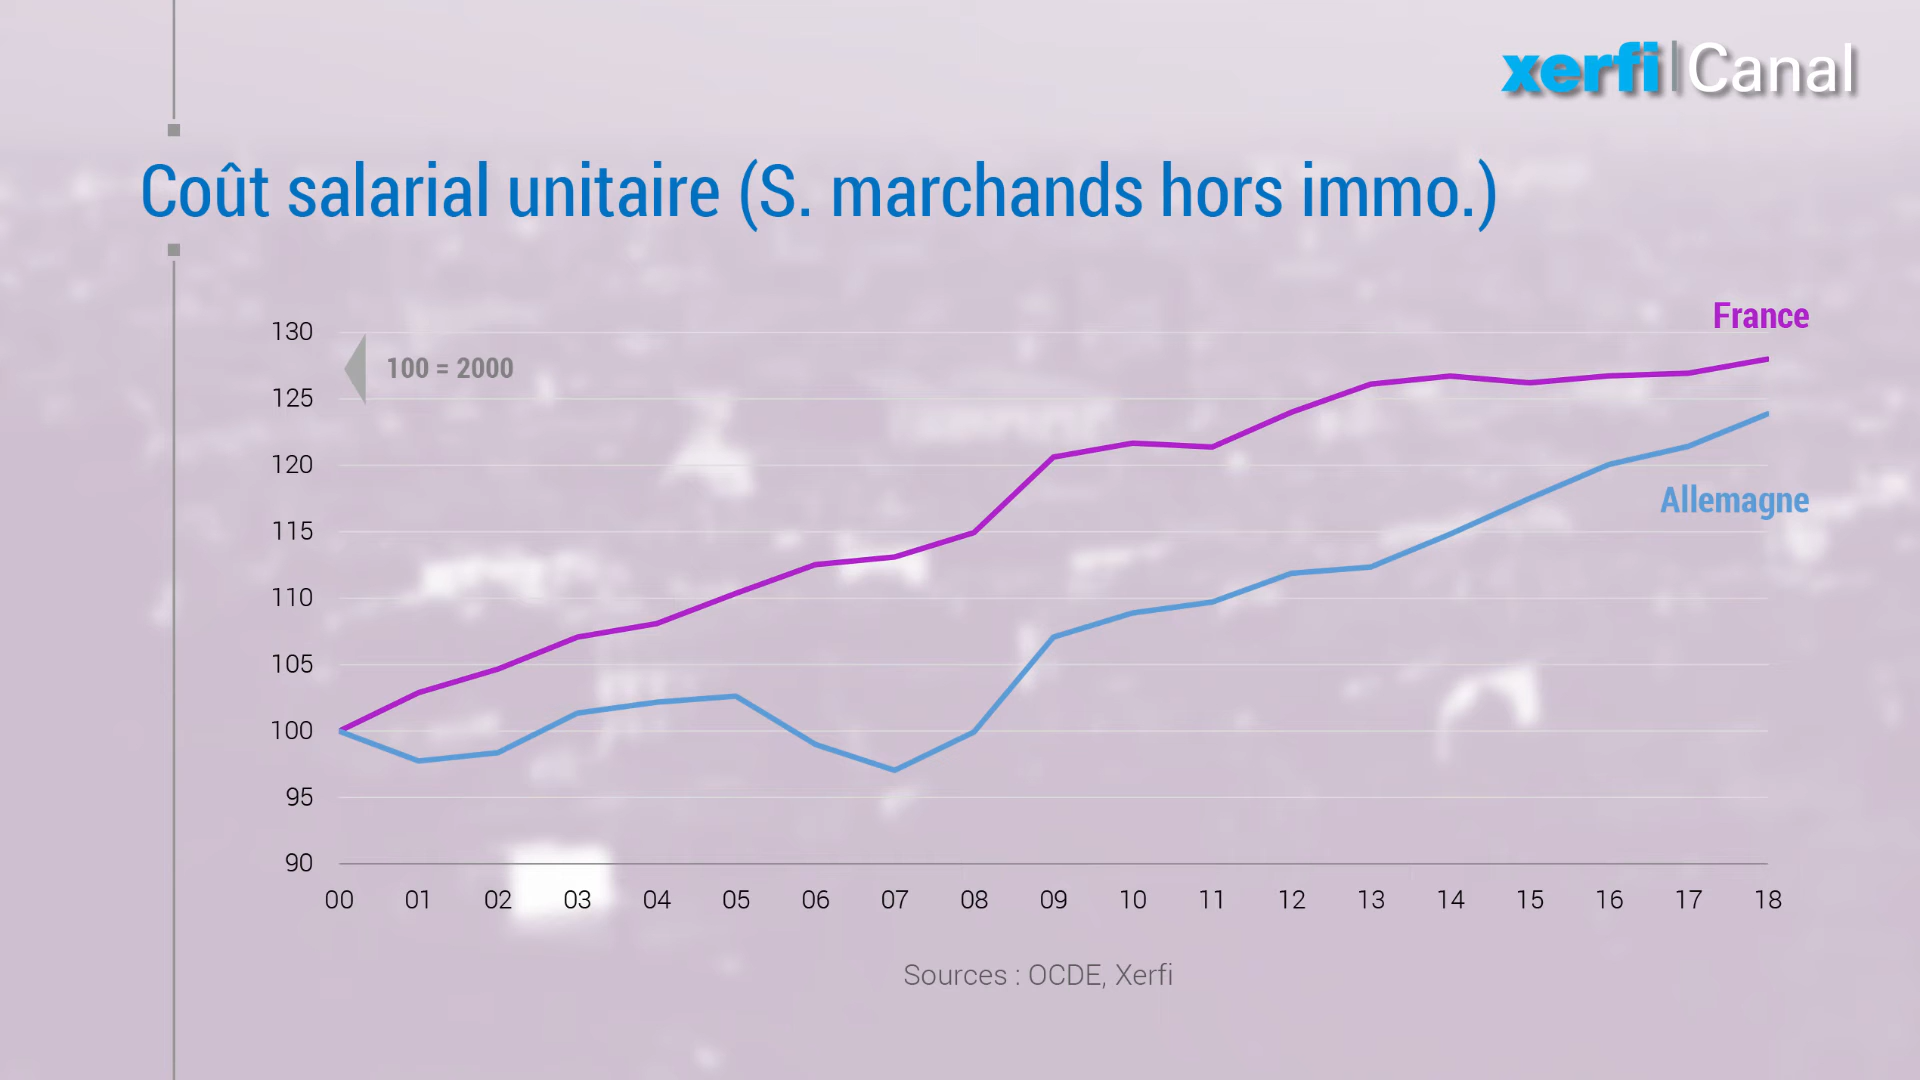 xerfi Canal
Coût salarial unitaire (S. marchands hors immo.)
France
130
100 = 2000
125
120
Allemagne
115
110
105
100
95
90
00 01 02 03 04 05 06 07 08 09 10 11 12 13 14 15 16 17 18
Sources : OCDE, Xerfi